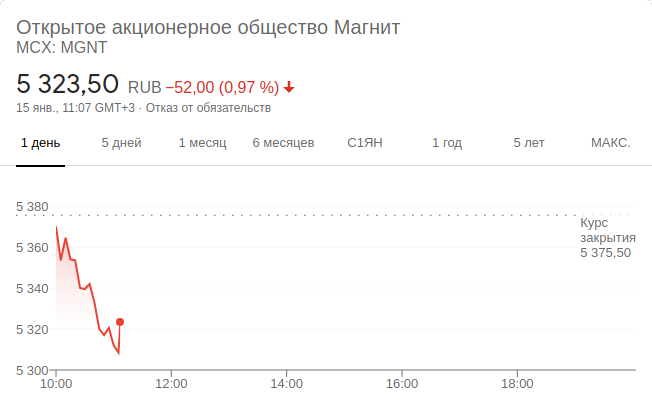 Открытое акционерное общество Магнит
MCX: MGNT
5 323,50 RUB −52,00 (0,97 %)
15 янв., 11:07 GMT+3 · Отказ от обязательств
1 день 5 дней 1 месяц 6 месяцев С1ЯН 1 год 5 лет МАКС.
5 380
Курс
закрытия
5 375,50
5 360
5 340
5 320
5 300
10:00 12:00 14:00 16:00 18:00